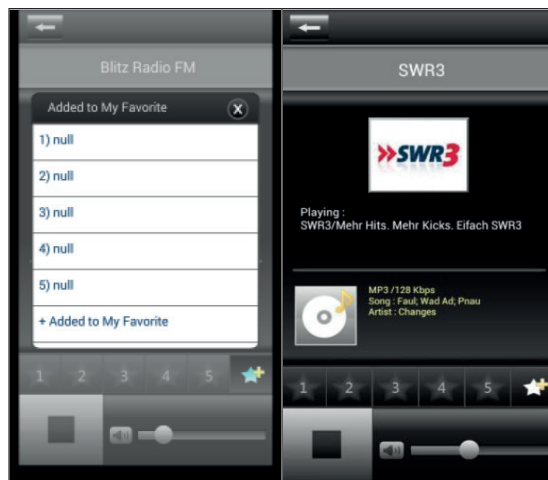 Blitz Radio FM
Added to My Favorite
X
1) null
2) null
3) null
4) null
5) null
+ Added to My Favorite
1 2 3 4 5
SWR3
»SWR3
Playing :
SWR3/Mehr Hits. Mehr Kicks. Eifach SWR3
MP3 /128 Kbps
Song : Faul; Wad Ad; Pnau
Artist : Changes
1 2 3 4 5